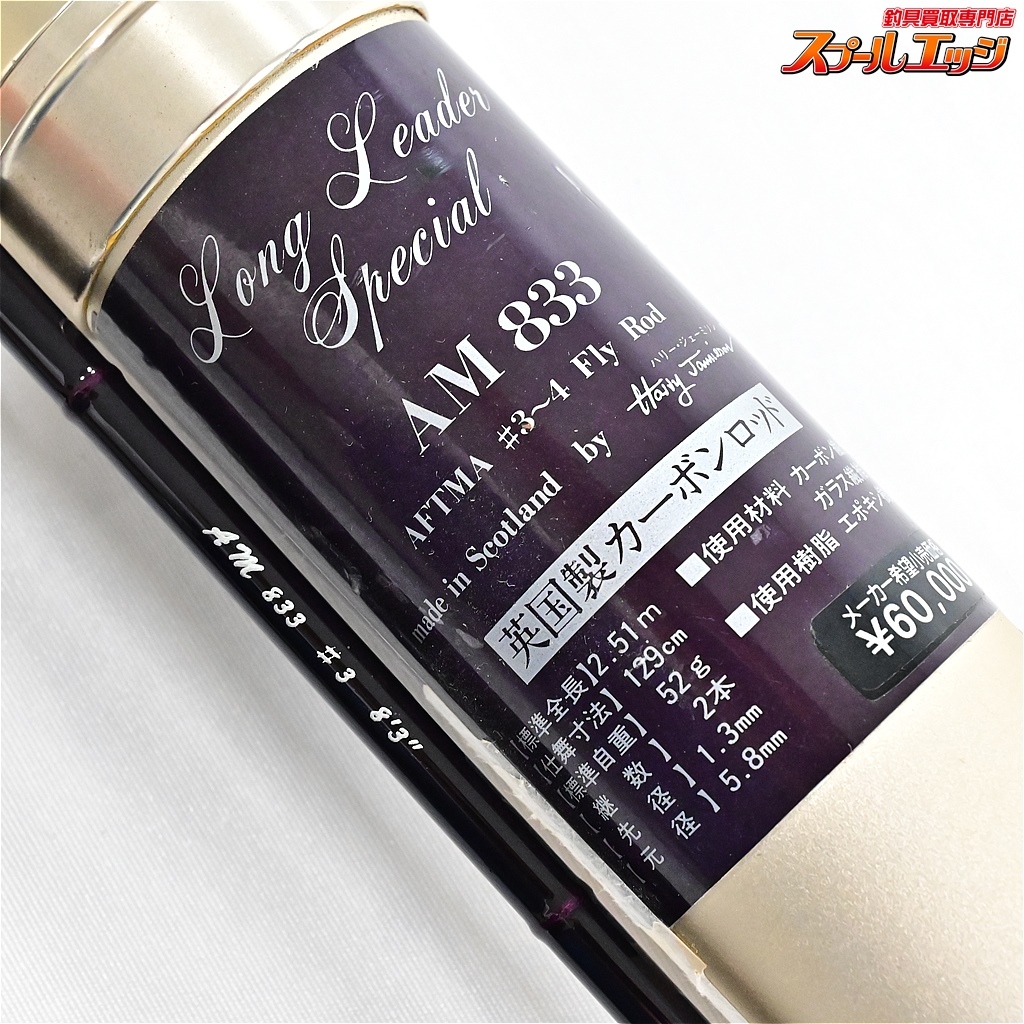 釣具買取専門店
スプールエッジ
Long Leader
Special
AM 833
AFTMA #3~4 Fly Rod
ハリー・ジェーミソン
made in Scotland by Harry Jamieson
英国製カーボンロッド
■使用材料 カーボン
ガラス
■使用樹脂 エポキシ
メーカー希望小売
¥60,000
【標準全長】2.51m
【仕舞寸法】129cm
【標準自重】52g
【継数】2本
【先径】1.3mm
【元径】5.8mm
AM 833 #3 8'3"